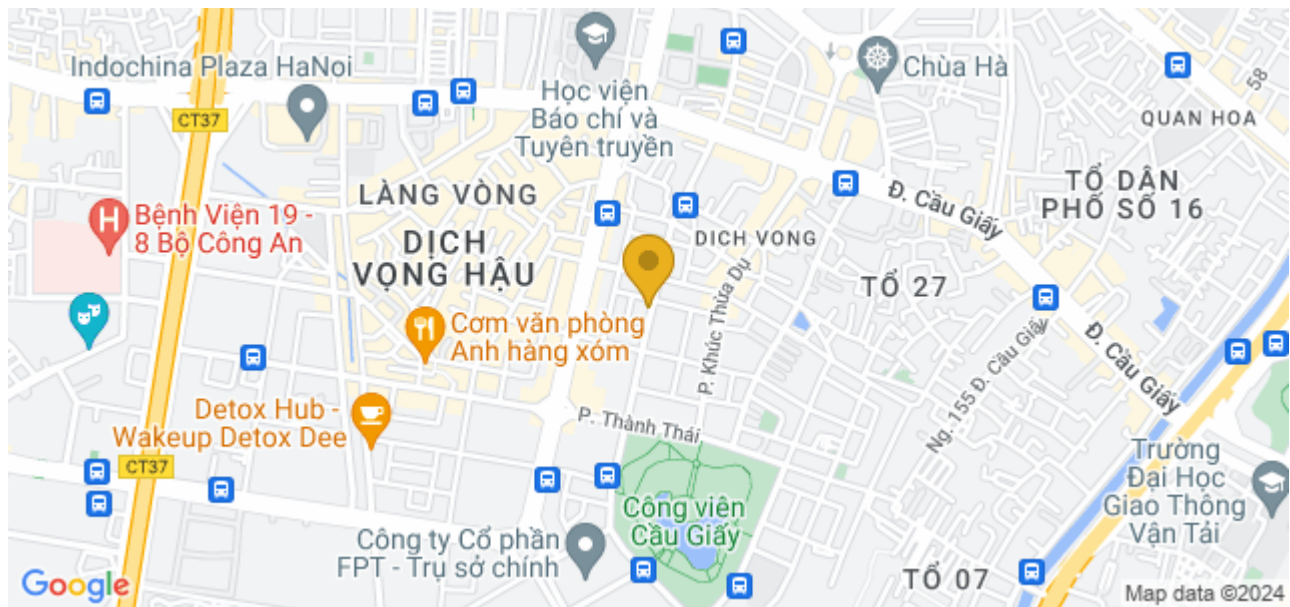 Indochina Plaza HaNoi
CT37
Học viện
Báo chí và
Tuyên truyền
Chùa Hà
58
QUAN HOA
LÀNG VÒNG
TỔ DÂN
PHỐ SỐ 16
Bệnh Viện 19 -
8 Bộ Công An
DỊCH
VỌNG HẬU
DICH VONG
Đ. Cầu Giấy
TỔ 27
P. Khúc Thừa Dụ
Cơm văn phòng
Anh hàng xóm
Đ. Cầu Giấy
Ng. 155 Đ. Cầu Giấy
Detox Hub -
Wakeup Detox Dee
P. Thành Thái
CT37
Trường
Đại Học
Giao Thông
Vận Tải
Công viên
Cầu Giấy
Công ty Cổ phần
FPT - Trụ sở chính
TỔ 07
Google
Map data ©2024